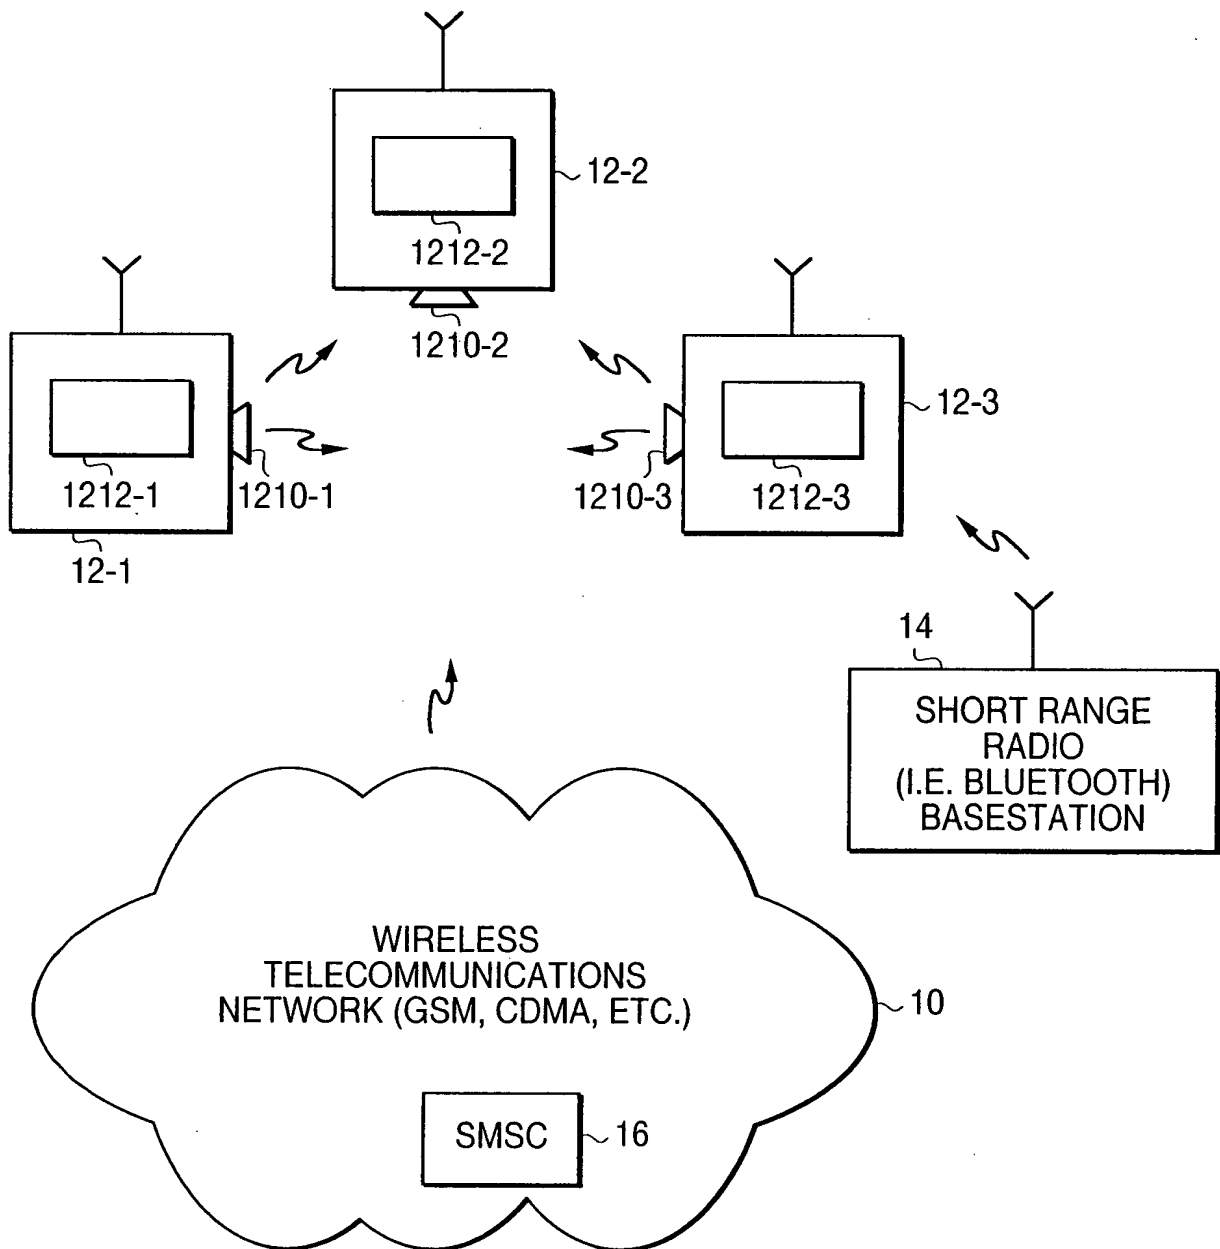 12-2
1212-2
1210-2
12-3
1212-1
1210-1
1210-3
1212-3
12-1
14
SHORT RANGE
RADIO
(I.E. BLUETOOTH)
BASESTATION
WIRELESS
TELECOMMUNICATIONS
NETWORK (GSM, CDMA, ETC.)
10
SMSC
16